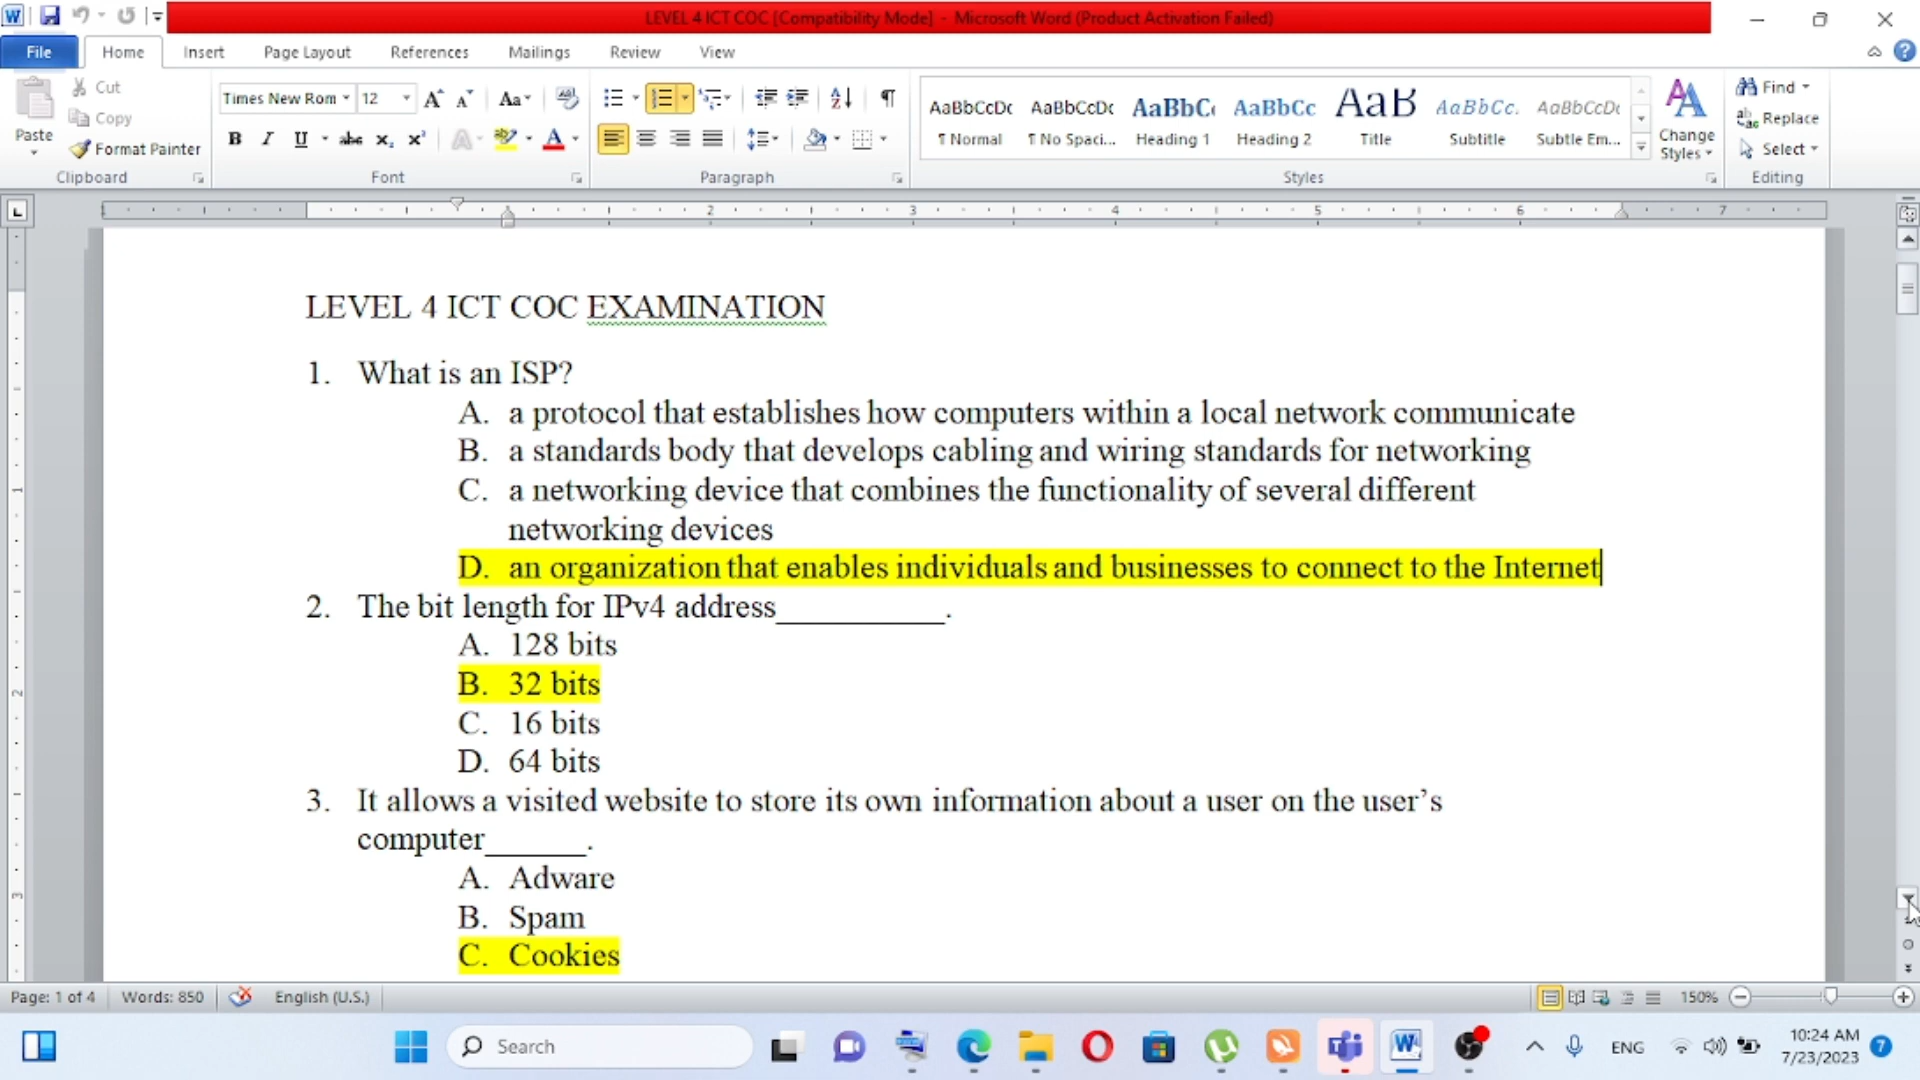 LEVEL 4 ICT COC [Compatibility Mode] - Microsoft Word (Product Activation Failed)
File Home Insert Page Layout References Mailings Review View
Paste
Cut
Copy
Format Painter
Clipboard
Times New Rom 12
Font
Paragraph
AaBbCcDc AaBbCcDc AaBbC AaBbCc AaB AaBbCc. AaBbCcDc
¶ Normal ¶ No Spaci... Heading 1 Heading 2 Title Subtitle Subtle Em...
Change Styles
Styles
Find
Replace
Select
Editing
2 3 4 5 6 7
LEVEL 4 ICT COC EXAMINATION
1. What is an ISP?
A. a protocol that establishes how computers within a local network communicate
B. a standards body that develops cabling and wiring standards for networking
C. a networking device that combines the functionality of several different
networking devices
D. an organization that enables individuals and businesses to connect to the Internet
2. The bit length for IPv4 address__________.
A. 128 bits
B. 32 bits
C. 16 bits
D. 64 bits
3. It allows a visited website to store its own information about a user on the user’s
computer______.
A. Adware
B. Spam
C. Cookies
Page: 1 of 4 Words: 850 English (U.S.) 150%
Search ENG 10:24 AM
7/23/2023 7